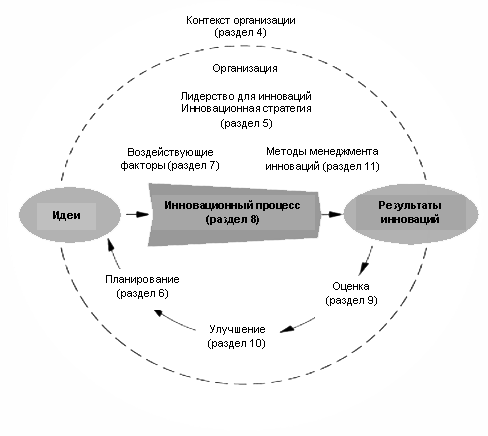 Контекст организации
(раздел 4)
Организация
Лидерство для инноваций
Инновационная стратегия
(раздел 5)
Воздействующие
факторы (раздел 7)
Методы менеджмента
инноваций (раздел 11)
Идеи
Инновационный процесс
(раздел 8)
Результаты
инноваций
Планирование
(раздел 6)
Оценка
(раздел 9)
Улучшение
(раздел 10)